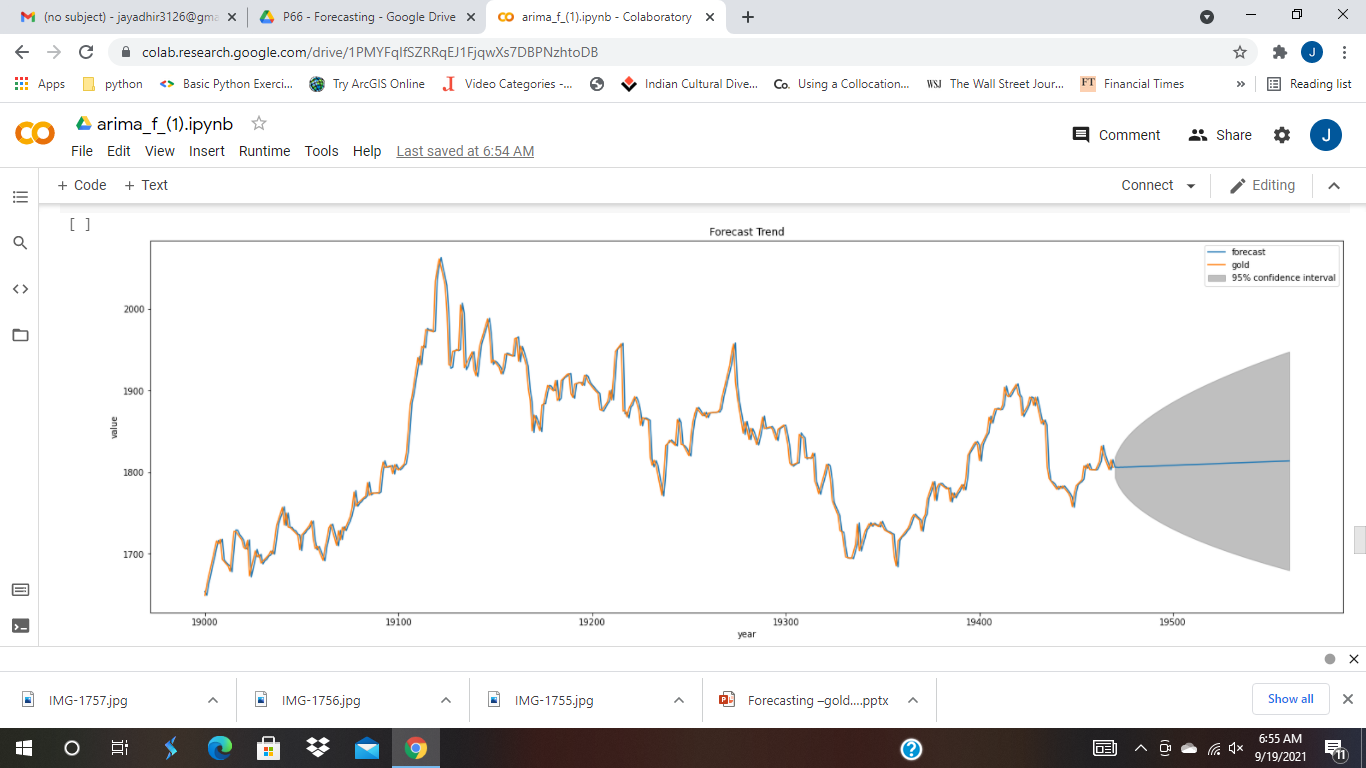 (no subject) - jayadhir3126@gma
P66 - Forecasting - Google Drive
arima_f_(1).ipynb - Colaboratory
colab.research.google.com/drive/1PMYFqIfSZRRqEJ1FjqwXs7DBPNzhtoDB
J
Apps
python
Basic Python Exerci...
Try ArcGIS Online
Video Categories -...
Indian Cultural Dive...
Co. Using a Collocation...
WSJ The Wall Street Jour...
FT Financial Times
Reading list
arima_f_(1).ipynb
Comment
Share
J
File Edit View Insert Runtime Tools Help Last saved at 6:54 AM
+ Code + Text
Connect
Editing
[ ]
Forecast Trend
forecast
gold
95% confidence interval
2000
1900
1800
1700
value
19000 19100 19200 19300 19400 19500
year
IMG-1757.jpg
IMG-1756.jpg
IMG-1755.jpg
Forecasting –gold....pptx
Show all
6:55 AM
9/19/2021
11